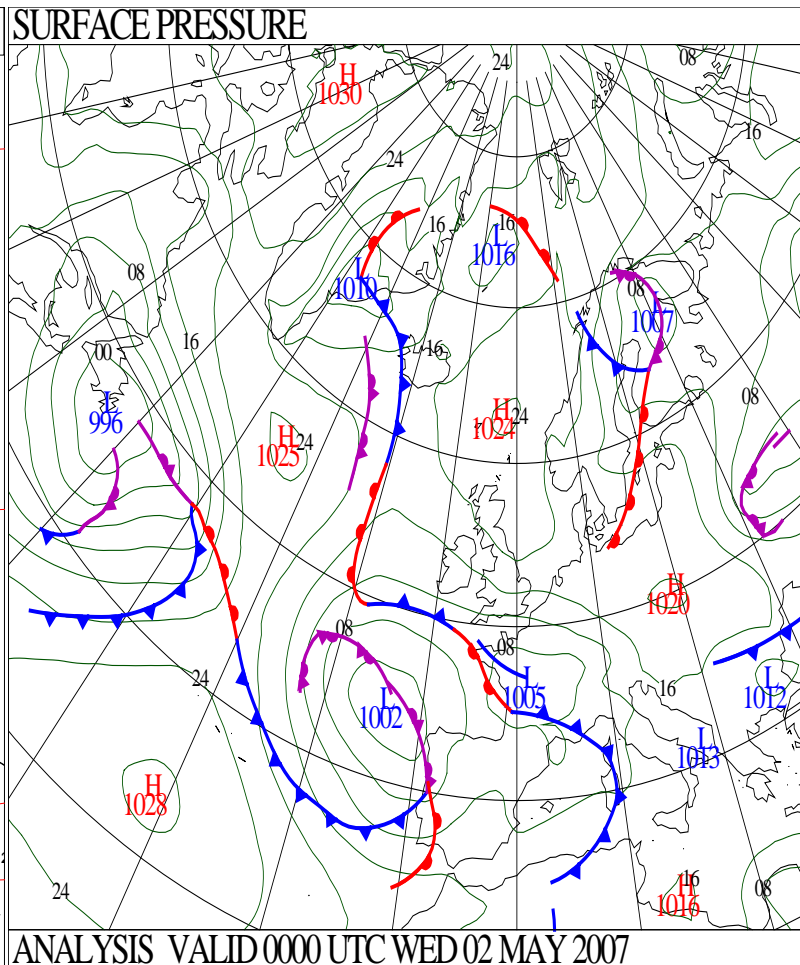 SURFACE PRESSURE
24
08
H
1030
16
24
16
16
L
1016
08
L
1010
08
L
1007
16
00
16
L
996
08
H
1024
24
H
1025
24
H
1020
08
08
24
L
1002
L
1005
16
L
1012
L
1013
H
1028
24
16
H
1016
08
ANALYSIS VALID 0000 UTC WED 02 MAY 2007